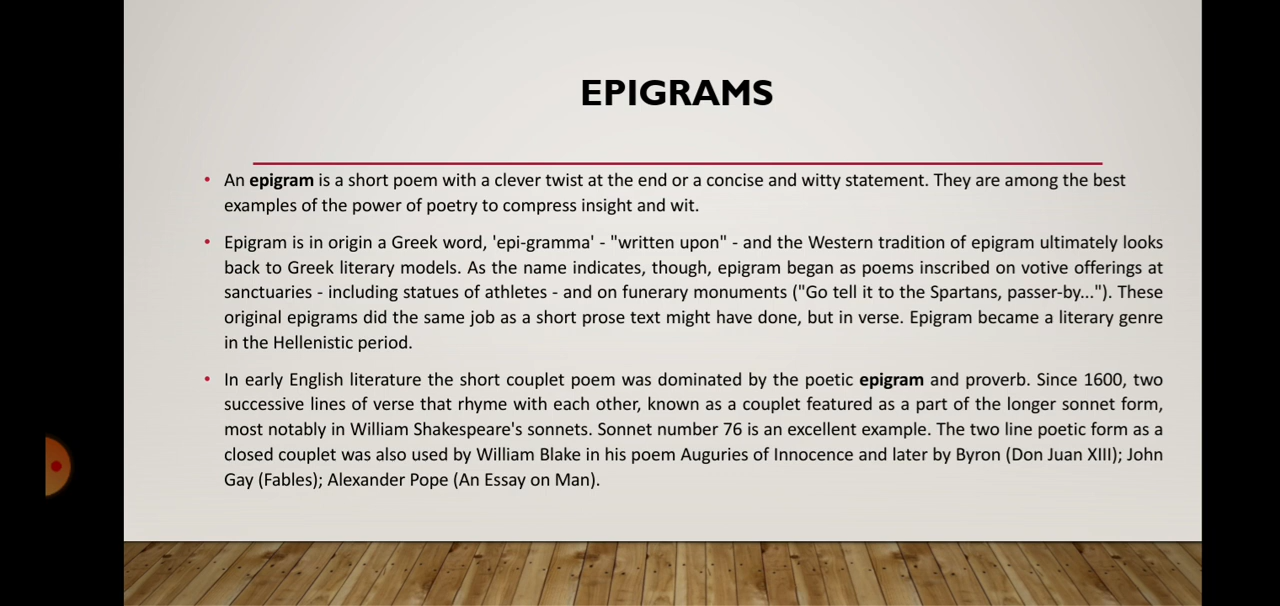 EPIGRAMS
• An epigram is a short poem with a clever twist at the end or a concise and witty statement. They are among the best
examples of the power of poetry to compress insight and wit.
• Epigram is in origin a Greek word, 'epi-gramma' - "written upon" - and the Western tradition of epigram ultimately looks
back to Greek literary models. As the name indicates, though, epigram began as poems inscribed on votive offerings at
sanctuaries - including statues of athletes - and on funerary monuments ("Go tell it to the Spartans, passer-by..."). These
original epigrams did the same job as a short prose text might have done, but in verse. Epigram became a literary genre
in the Hellenistic period.
• In early English literature the short couplet poem was dominated by the poetic epigram and proverb. Since 1600, two
successive lines of verse that rhyme with each other, known as a couplet featured as a part of the longer sonnet form,
most notably in William Shakespeare's sonnets. Sonnet number 76 is an excellent example. The two line poetic form as a
closed couplet was also used by William Blake in his poem Auguries of Innocence and later by Byron (Don Juan XIII); John
Gay (Fables); Alexander Pope (An Essay on Man).